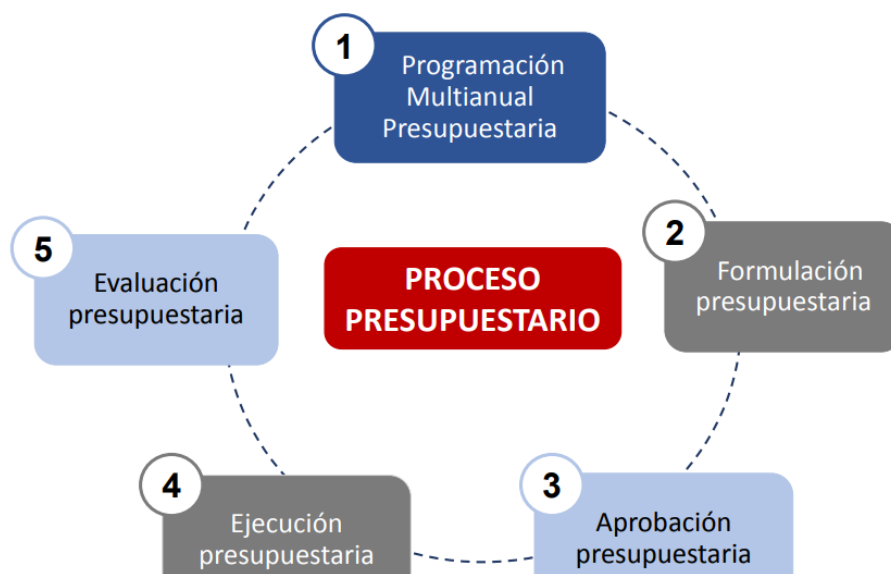 1
Programación
Multianual
Presupuestaria
2
Formulación
presupuestaria
PROCESO
PRESUPUESTARIO
3
Aprobación
presupuestaria
4
Ejecución
presupuestaria
5
Evaluación
presupuestaria